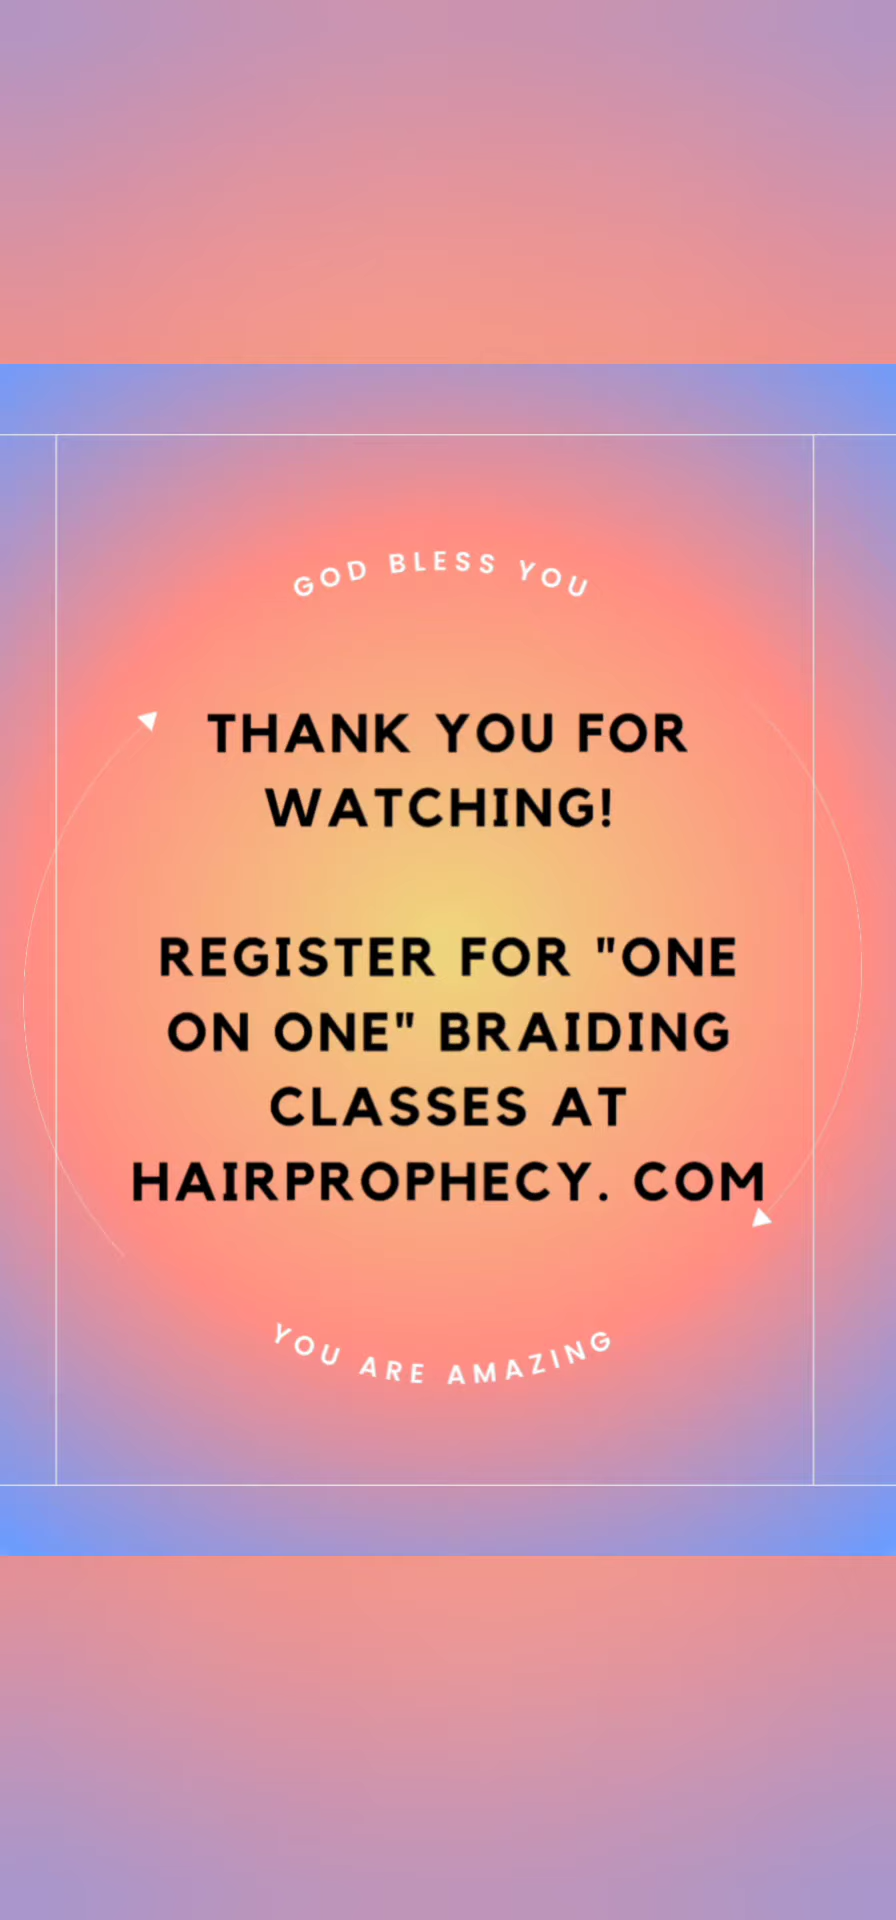 GOD BLESS YOU
THANK YOU FOR
WATCHING!
REGISTER FOR "ONE
ON ONE" BRAIDING
CLASSES AT
HAIRPROPHECY. COM
YOU ARE AMAZING